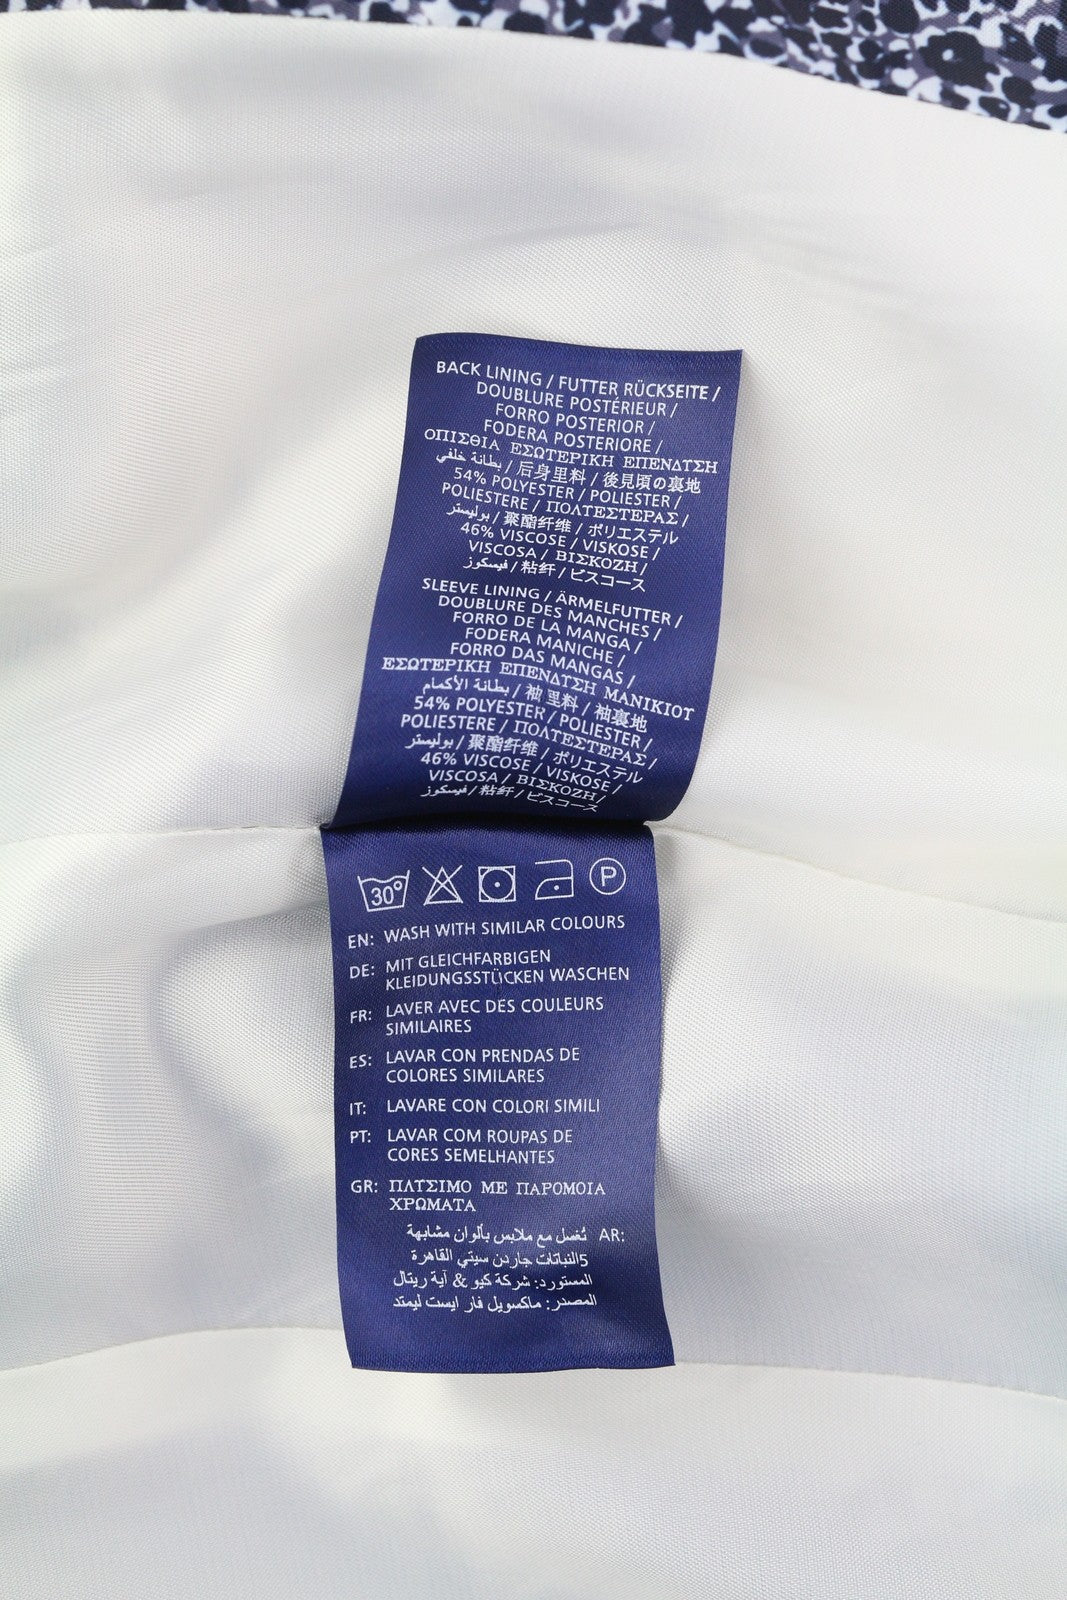 BACK LINING / FUTTER RÜCKSEITE /
DOUBLURE POSTÉRIEUR /
FORRO POSTERIOR /
FODERA POSTERIORE /
ΟΠΙΣΘΙΑ ΕΣΩΤΕΡΙΚΗ ΕΠΕΝΔΤΣΗ
بطانة خلفي / 后身里料 / 後見頃の裏地
54% POLYESTER / POLIESTER /
POLIESTERE / ΠΟΛΤΕΣΤΕΡΑΣ /
بوليستر / 聚酯纤维 / ポリエステル
46% VISCOSE / VISKOSE /
VISCOSA / ΒΙΣΚΟΖΗ /
فيسكوز / 粘纤 / ビスコース
SLEEVE LINING / ÄRMELFUTTER /
DOUBLURE DES MANCHES /
FORRO DE LA MANGA /
FODERA MANICHE /
FORRO DAS MANGAS /
ΕΣΩΤΕΡΙΚΗ ΕΠΕΝΔΤΣΗ ΜΑΝΙΚΙΟΤ
بطانة الأكمام / 袖里料 / 袖裏地
54% POLYESTER / POLIESTER /
POLIESTERE / ΠΟΛΤΕΣΤΕΡΑΣ /
بوليستر / 聚酯纤维 / ポリエステル
46% VISCOSE / VISKOSE /
VISCOSA / ΒΙΣΚΟΖΗ /
فيسكوز / 粘纤 / ビスコース
30° P
EN: WASH WITH SIMILAR COLOURS
DE: MIT GLEICHFARBIGEN
KLEIDUNGSSTÜCKEN WASCHEN
FR: LAVER AVEC DES COULEURS
SIMILAIRES
ES: LAVAR CON PRENDAS DE
COLORES SIMILARES
IT: LAVARE CON COLORI SIMILI
PT: LAVAR COM ROUPAS DE
CORES SEMELHANTES
GR: ΠΛΤΣΙΜΟ ΜΕ ΠΑΡΟΜΟΙΑ
ΧΡΩΜΑΤΑ
AR: تغسل مع ملابس بألوان مشابهة
5النباتات جاردن سيتي القاهرة
المستورد: شركة كيو & آية ريتال
المصدر: ماكسويل فار ايست ليمتد